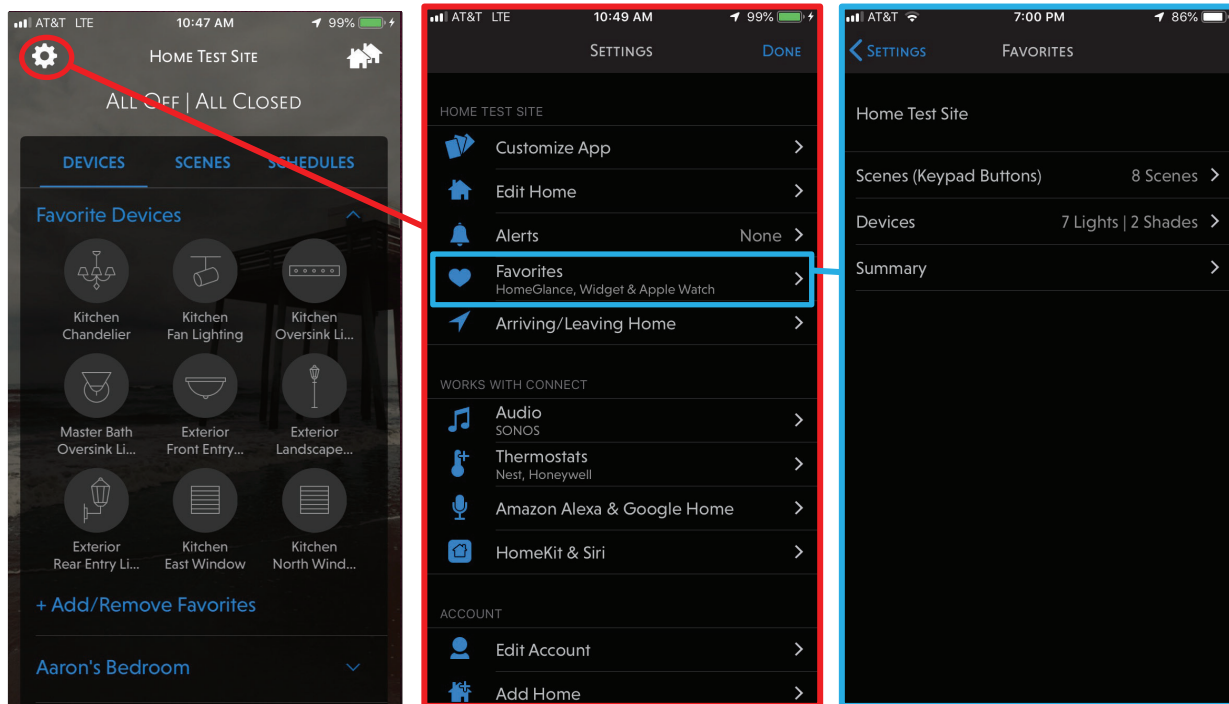 AT&T LTE 10:47 AM 99%
HOME TEST SITE
ALL OFF | ALL CLOSED
DEVICES SCENES SCHEDULES
Favorite Devices
Kitchen Chandelier
Kitchen Fan Lighting
Kitchen Oversink Li...
Master Bath Oversink Li...
Exterior Front Entry...
Exterior Landscape...
Exterior Rear Entry Li...
Kitchen East Window
Kitchen North Wind...
+ Add/Remove Favorites
Aaron's Bedroom
AT&T LTE 10:49 AM 99%
SETTINGS DONE
HOME TEST SITE
Customize App
Edit Home
Alerts None
Favorites
HomeGlance, Widget & Apple Watch
Arriving/Leaving Home
WORKS WITH CONNECT
Audio
SONOS
Thermostats
Nest, Honeywell
Amazon Alexa & Google Home
HomeKit & Siri
ACCOUNT
Edit Account
Add Home
AT&T 7:00 PM 86%
SETTINGS FAVORITES
Home Test Site
Scenes (Keypad Buttons) 8 Scenes
Devices 7 Lights | 2 Shades
Summary